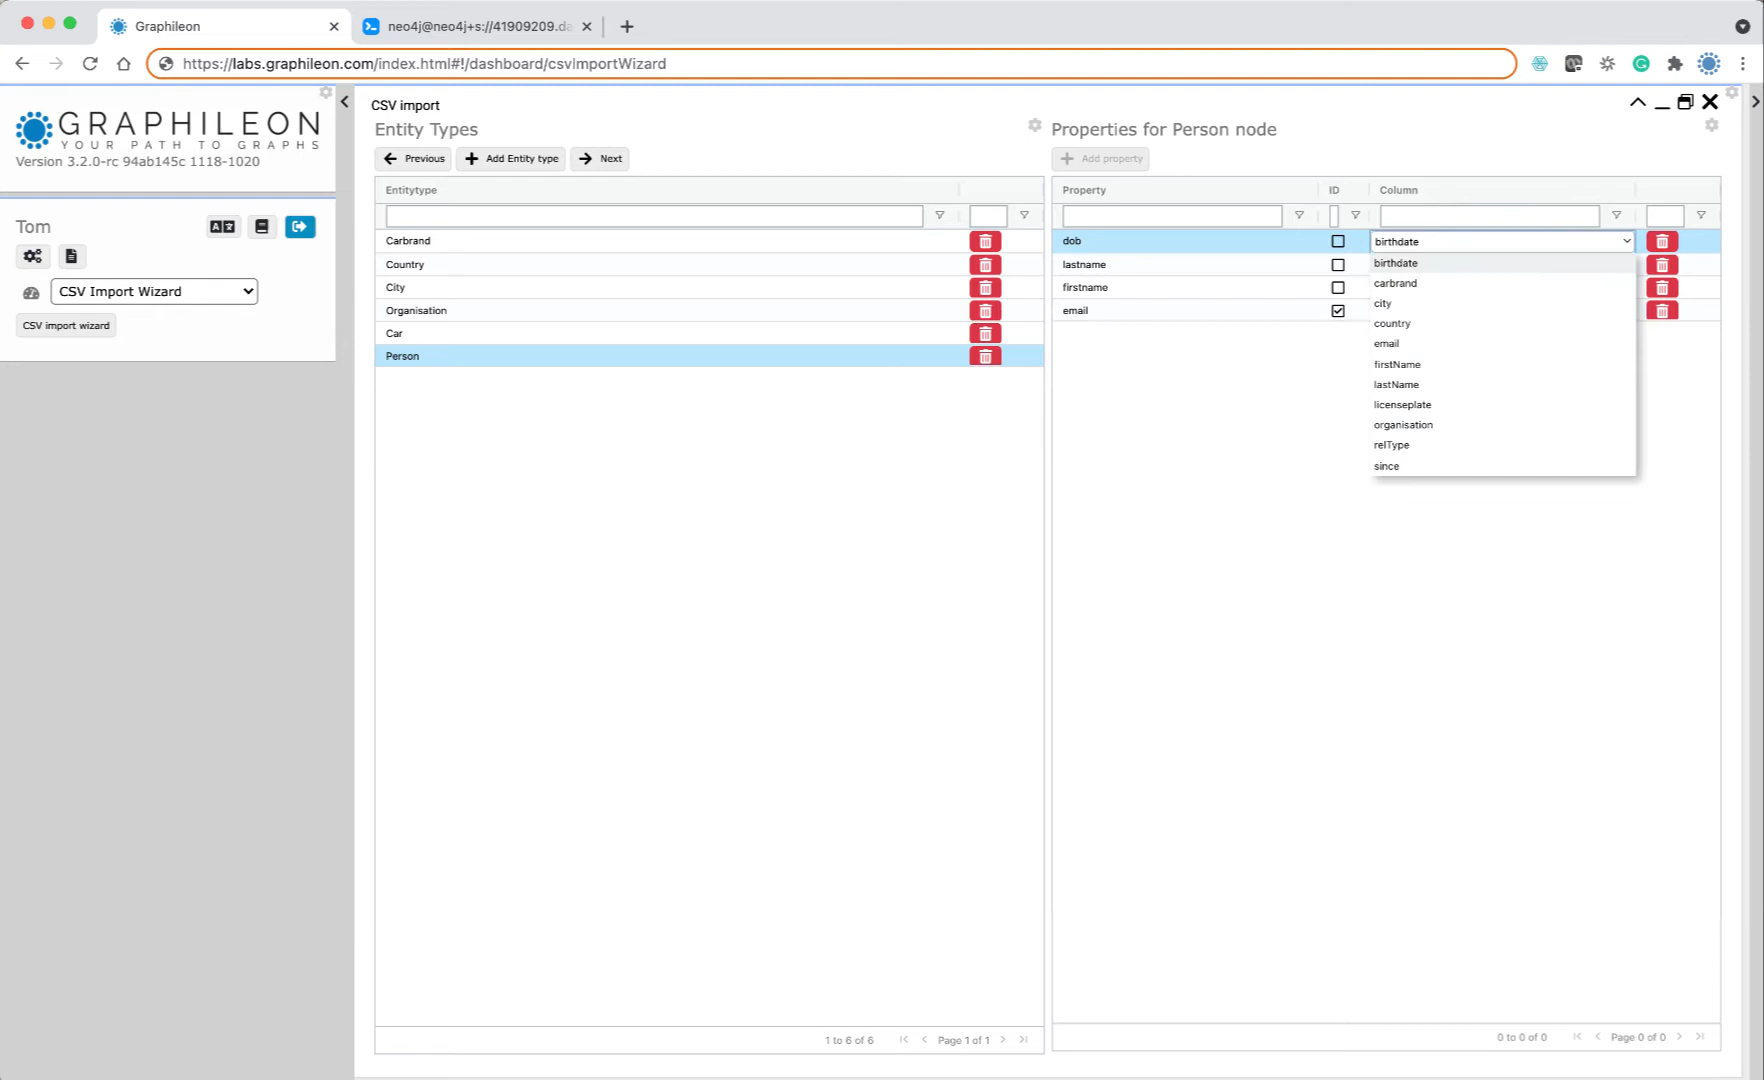 Graphileon
neo4j@neo4j+s://41909209.da
https://labs.graphileon.com/index.html#!/dashboard/csvImportWizard
GRAPHILEON
YOUR PATH TO GRAPHS
Version 3.2.0-rc 94ab145c 1118-1020
Tom
CSV Import Wizard
CSV import wizard
CSV import
Entity Types
Previous
Add Entity type
Next
Entitytype
Carbrand
Country
City
Organisation
Car
Person
1 to 6 of 6
Page 1 of 1
Properties for Person node
Add property
Property ID Column
dob birthdate
lastname
firstname
email
birthdate
carbrand
city
country
email
firstName
lastName
licenseplate
organisation
relType
since
0 to 0 of 0
Page 0 of 0